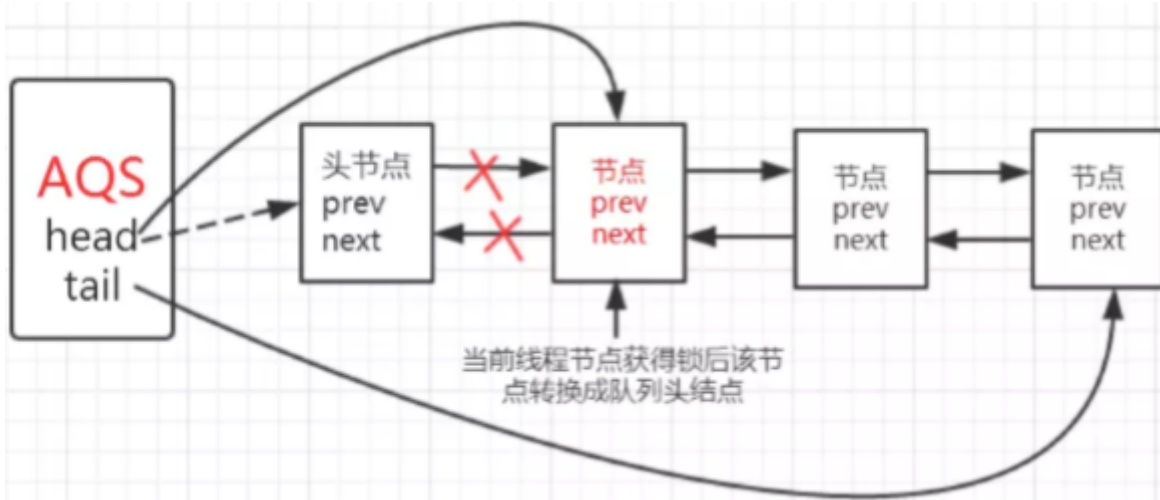 AQS
head
tail
头节点
prev
next
节点
prev
next
节点
prev
next
节点
prev
next
当前线程节点获得锁后该节
点转换成队列头结点